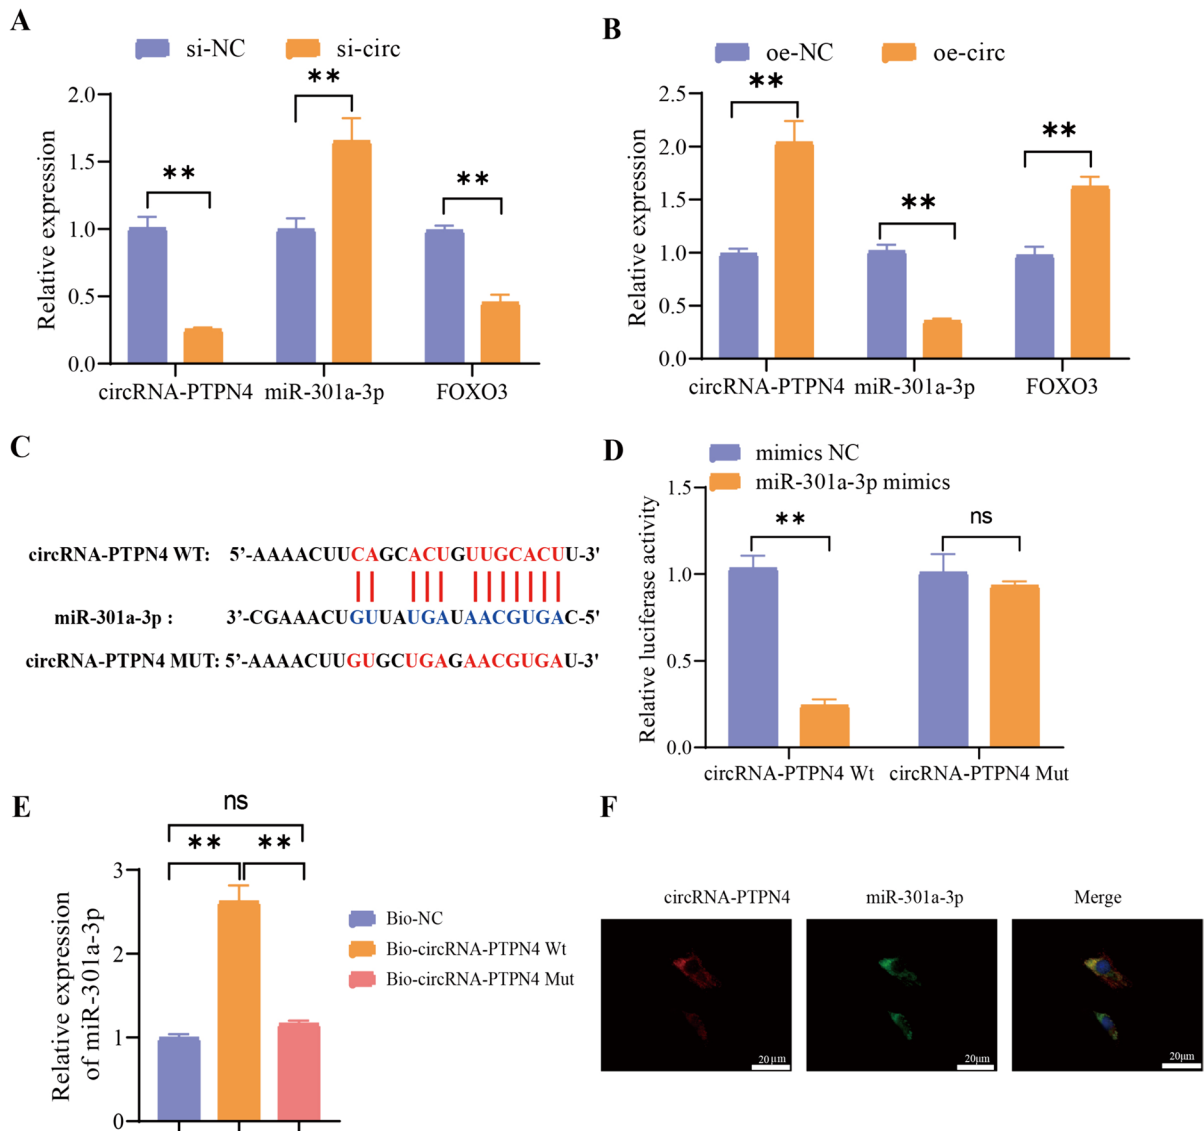 A
si-NC si-circ
Relative expression
2.0
1.5
1.0
0.5
0.0
** ** **
circRNA-PTPN4 miR-301a-3p FOXO3
B
oe-NC oe-circ
Relative expression
2.5
2.0
1.5
1.0
0.5
0.0
** ** **
circRNA-PTPN4 miR-301a-3p FOXO3
C
circRNA-PTPN4 WT: 5'-AAAACUUCAGCACUGUUGCACUU-3'
miR-301a-3p : 3'-CGAAACUGUUAUGAUAACGUGAC-5'
circRNA-PTPN4 MUT: 5'-AAAACUUGUGCUGAGAACGUGAU-3'
D
mimics NC
miR-301a-3p mimics
Relative luciferase activity
1.5
1.0
0.5
0.0
** ns
circRNA-PTPN4 Wt circRNA-PTPN4 Mut
E
ns
** **
Relative expression
of miR-301a-3p
3
2
1
0
Bio-NC
Bio-circRNA-PTPN4 Wt
Bio-circRNA-PTPN4 Mut
F
circRNA-PTPN4 miR-301a-3p Merge
20μm 20μm 20μm